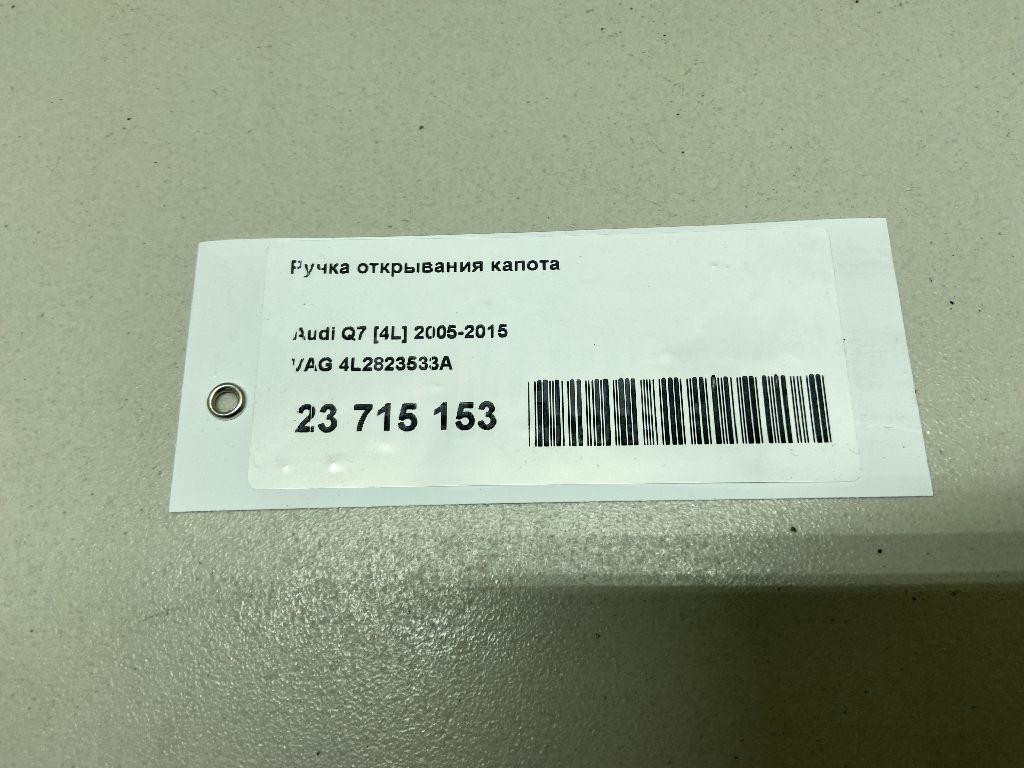 Ручка открывания капота
Audi Q7 [4L] 2005-2015
VAG 4L2823533A
23 715 153